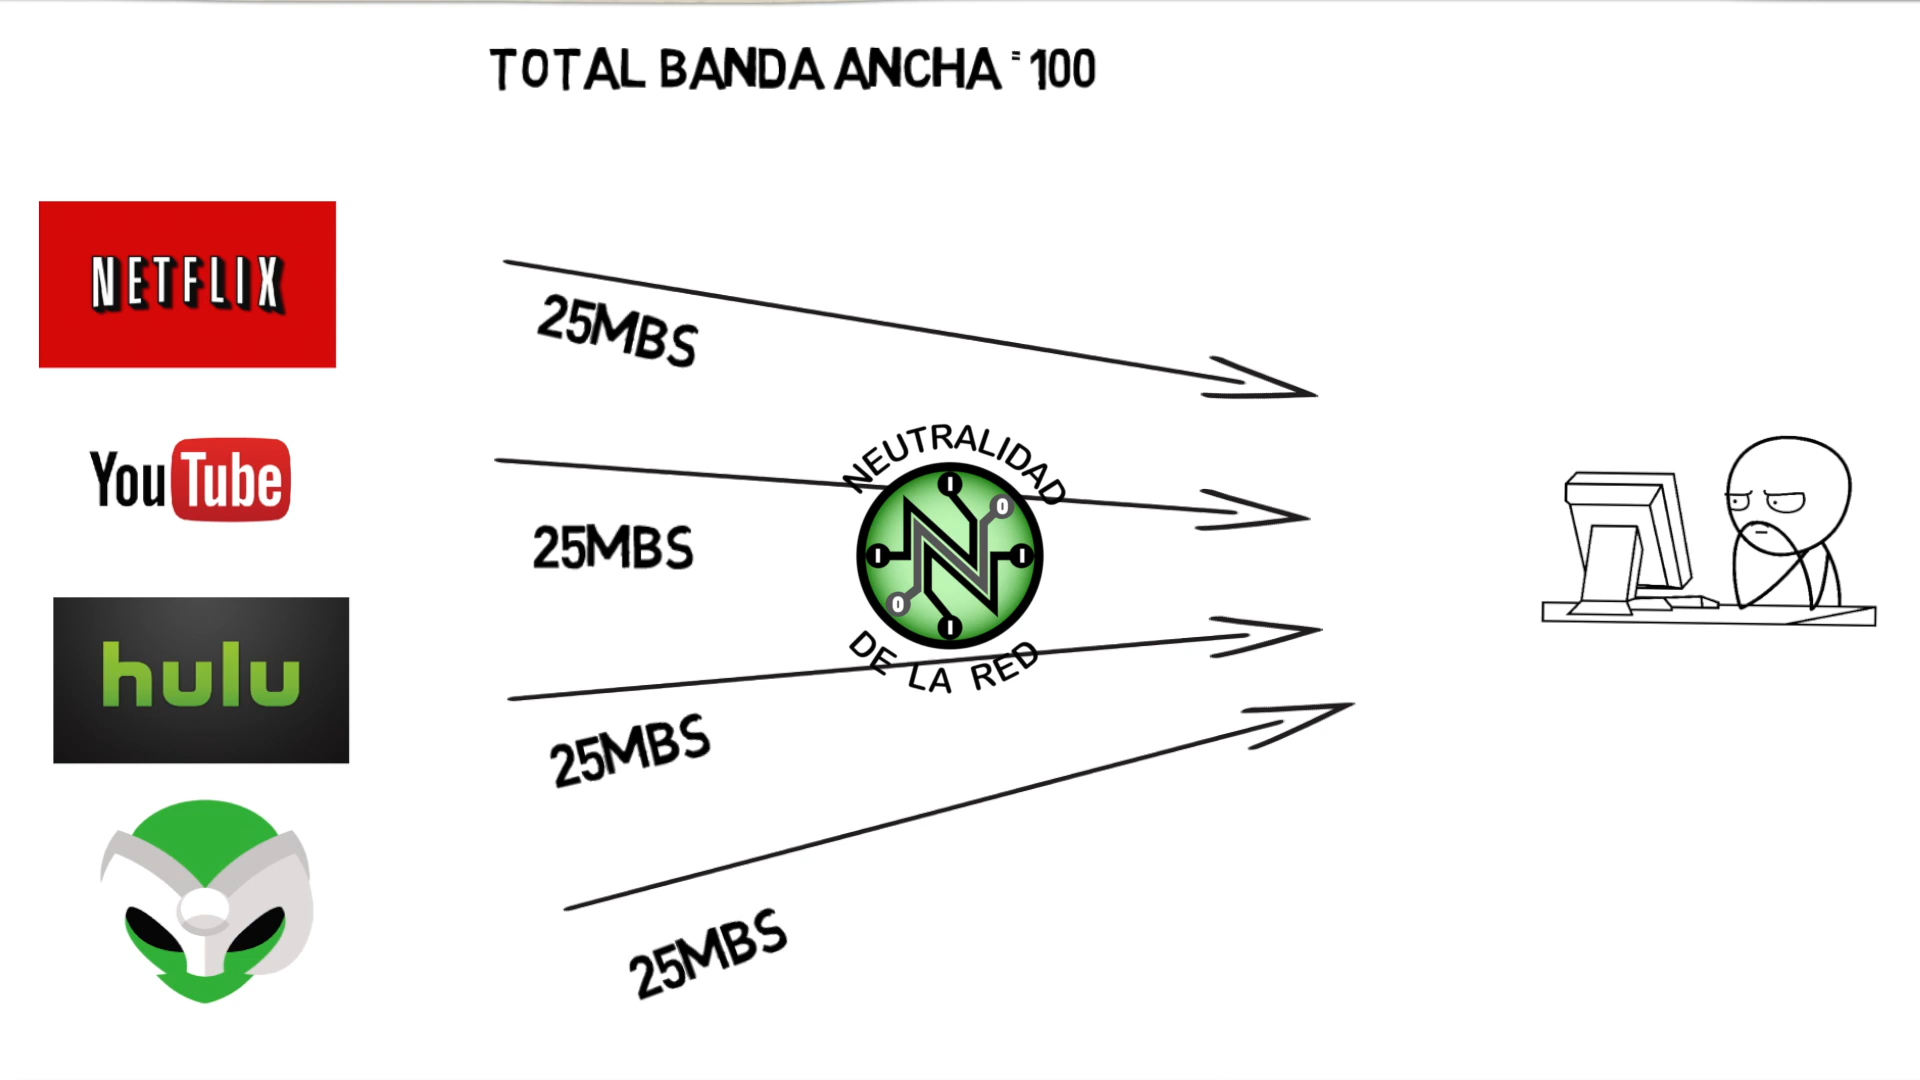 TOTAL BANDA ANCHA = 100
NETFLIX
25MBS
YouTube
25MBS
NEUTRALIDAD
DE LA RED
hulu
25MBS
25MBS